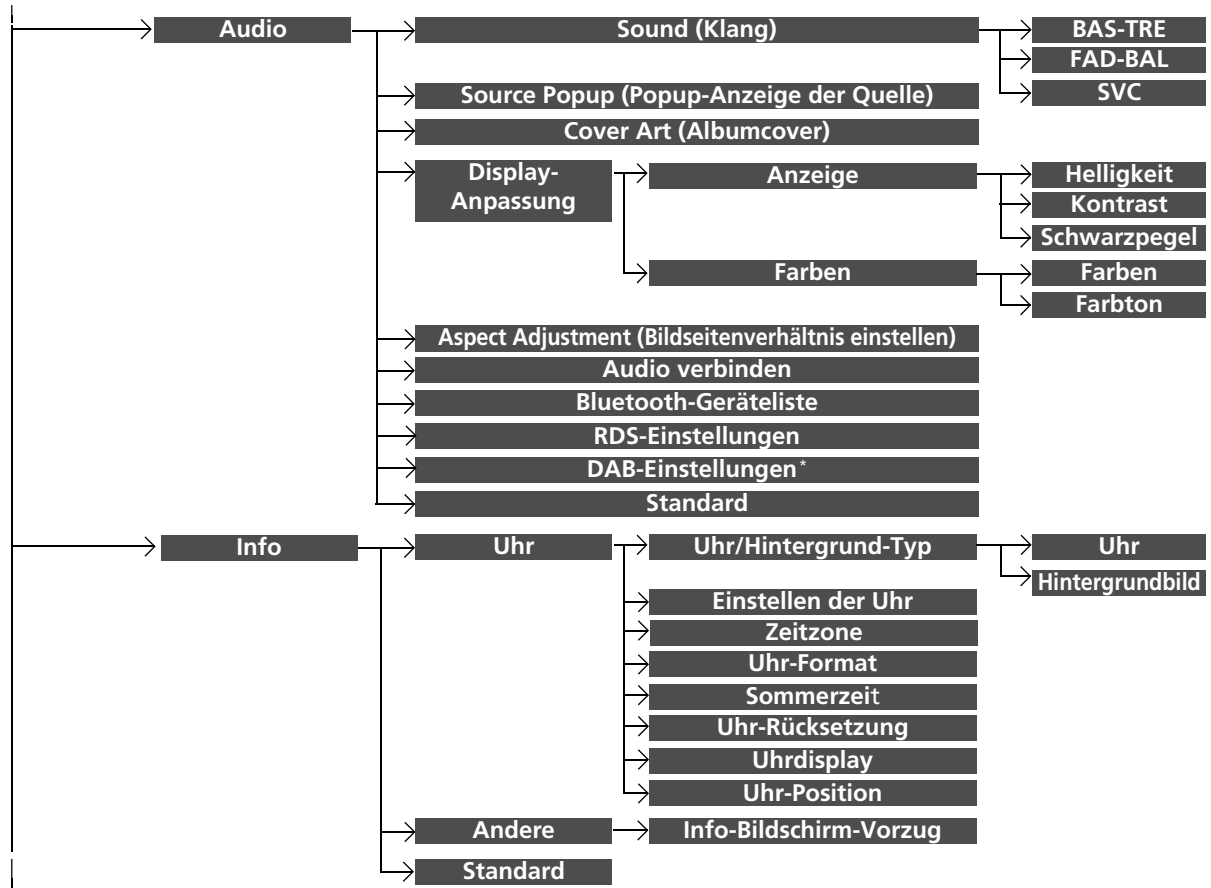 Audio
Sound (Klang)
BAS-TRE
FAD-BAL
SVC
Source Popup (Popup-Anzeige der Quelle)
Cover Art (Albumcover)
Display-
Anpassung
Anzeige
Helligkeit
Kontrast
Schwarzpegel
Farben
Farben
Farbton
Aspect Adjustment (Bildseitenverhältnis einstellen)
Audio verbinden
Bluetooth-Geräteliste
RDS-Einstellungen
DAB-Einstellungen*
Standard
Info
Uhr
Uhr/Hintergrund-Typ
Uhr
Hintergrundbild
Einstellen der Uhr
Zeitzone
Uhr-Format
Sommerzeit
Uhr-Rücksetzung
Uhrdisplay
Uhr-Position
Andere
Info-Bildschirm-Vorzug
Standard